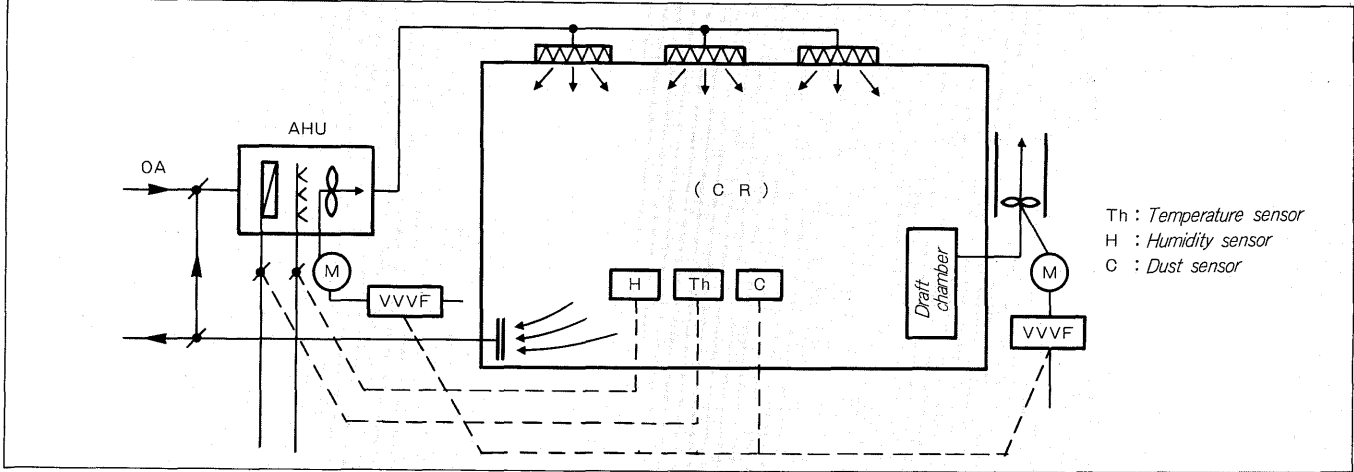 AHU
OA
( C R )
M
VVVF
H
Th
C
Draft
chamber
M
VVVF
Th : Temperature sensor
H : Humidity sensor
C : Dust sensor